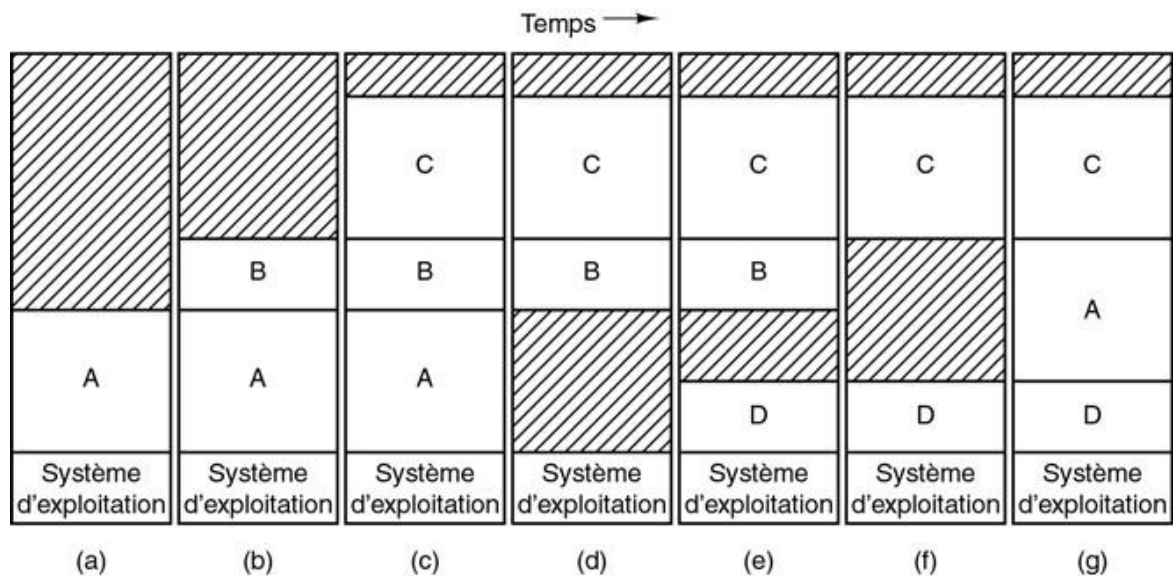 Temps
C C C C C
B B B B A
A A A D D D
Système Système Système Système Système Système Système
d'exploitation d'exploitation d'exploitation d'exploitation d'exploitation d'exploitation d'exploitation
(a) (b) (c) (d) (e) (f) (g)